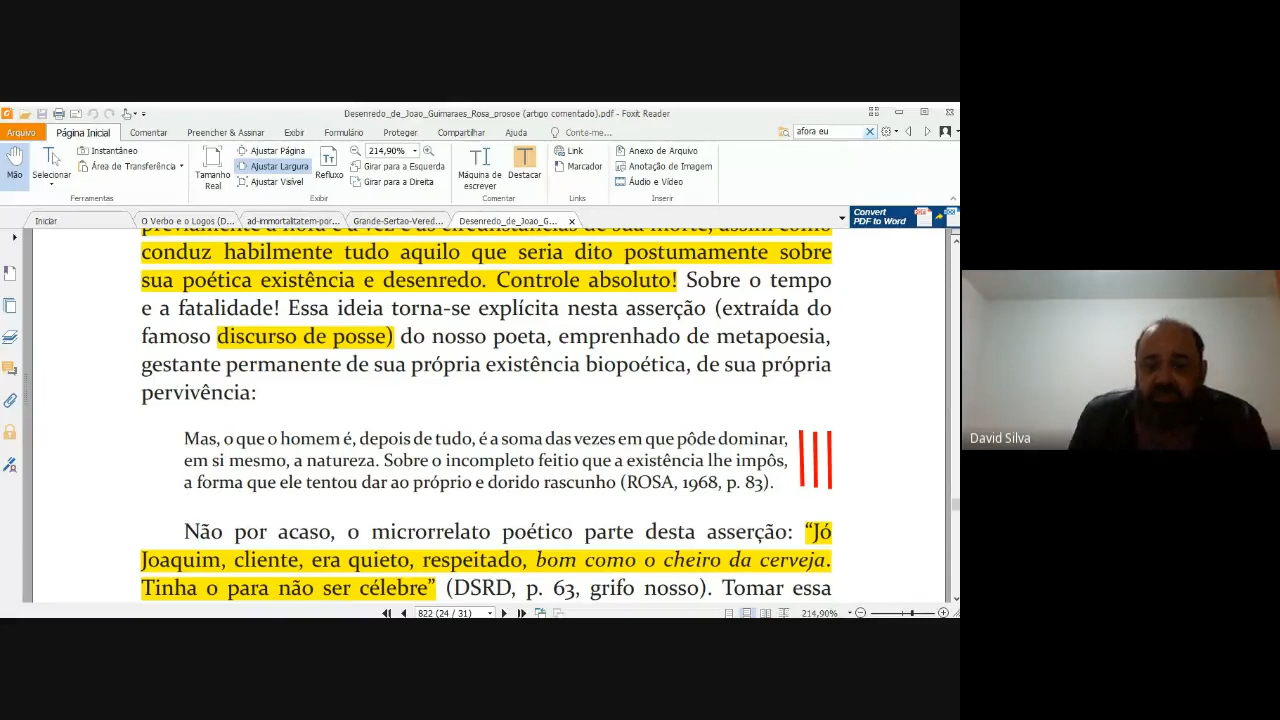 Desenredo_de_Joao_Guimaraes_Rosa_prosoe (artigo comentado).pdf - Foxit Reader
Arquivo Página Inicial Comentar Preencher & Assinar Exibir Formulário Proteger Compartilhar Ajuda Conte-me... afora eu
Mão
Selecionar
Instantâneo
Área de Transferência
Ferramentas
Tamanho Real
Ajustar Página
Ajustar Largura
Ajustar Visível
Refluxo
214,90%
Girar para a Esquerda
Girar para a Direita
Exibir
Máquina de escrever
Destacar
Comentar
Link
Marcador
Links
Anexo de Arquivo
Anotação de Imagem
Áudio e Vídeo
Inserir
Iniciar O Verbo e o Logos (D... ad-immortalitatem-por... Grande-Sertao-Vered... Desenredo_de_Joao_G...
Convert
PDF to Word
conduz habilmente tudo aquilo que seria dito postumamente sobre
sua poética existência e desenredo. Controle absoluto! Sobre o tempo
e a fatalidade! Essa ideia torna-se explícita nesta asserção (extraída do
famoso discurso de posse) do nosso poeta, emprenhado de metapoesia,
gestante permanente de sua própria existência biopoética, de sua própria
pervivência:
Mas, o que o homem é, depois de tudo, é a soma das vezes em que pôde dominar,
em si mesmo, a natureza. Sobre o incompleto feitio que a existência lhe impôs,
a forma que ele tentou dar ao próprio e dorido rascunho (ROSA, 1968, p. 83).
Não por acaso, o microrrelato poético parte desta asserção: “Jó
Joaquim, cliente, era quieto, respeitado, bom como o cheiro da cerveja.
Tinha o para não ser célebre” (DSRD, p. 63, grifo nosso). Tomar essa
822 (24 / 31)
214,90%
David Silva